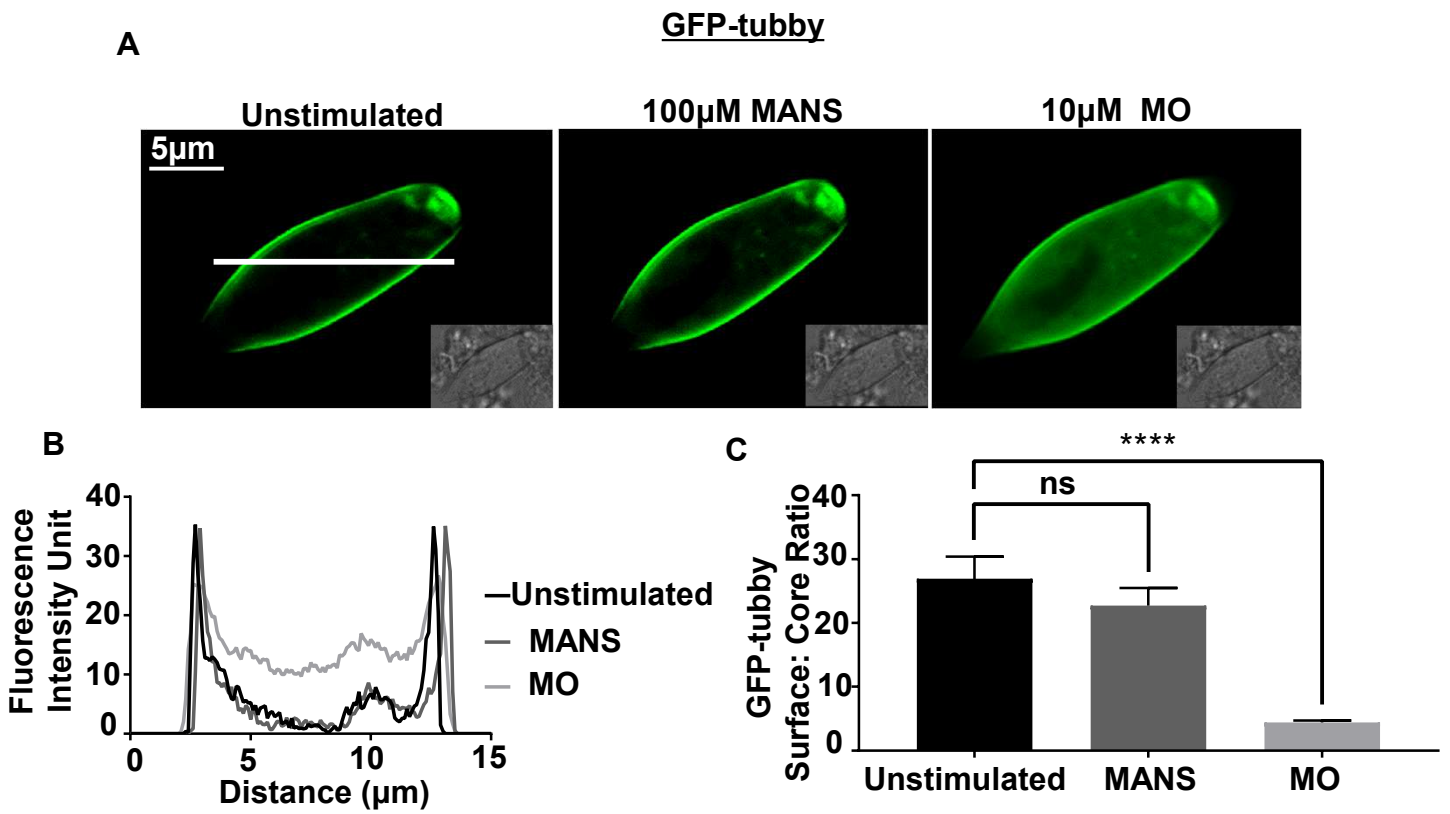 GFP-tubby
A
Unstimulated
100µM MANS
10µM MO
5µm
B
40
30
20
10
0
Fluorescence
Intensity Unit
0
5
10
15
Distance (µm)
Unstimulated
MANS
MO
C
****
ns
40
30
20
10
0
GFP-tubby
Surface: Core Ratio
Unstimulated
MANS
MO